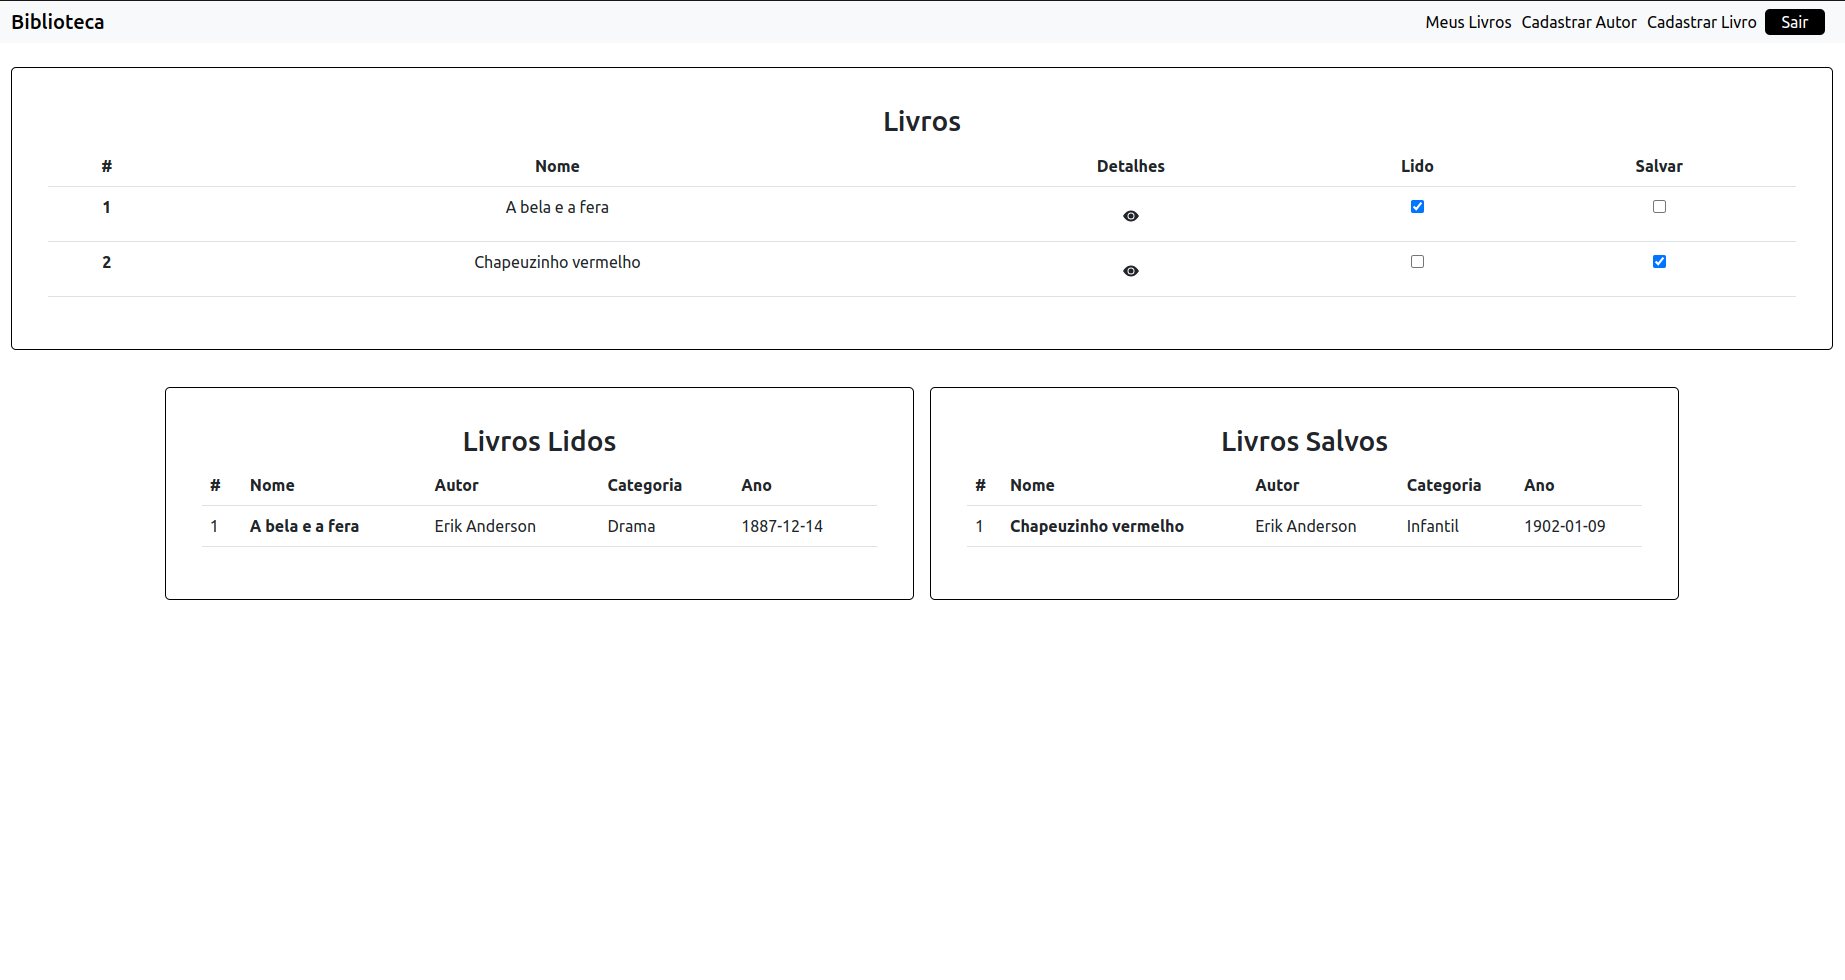 Biblioteca Meus Livros Cadastrar Autor Cadastrar Livro Sair
Livros
# Nome Detalhes Lido Salvar
1 A bela e a fera
2 Chapeuzinho vermelho
Livros Lidos
# Nome Autor Categoria Ano
1 A bela e a fera Erik Anderson Drama 1887-12-14
Livros Salvos
# Nome Autor Categoria Ano
1 Chapeuzinho vermelho Erik Anderson Infantil 1902-01-09